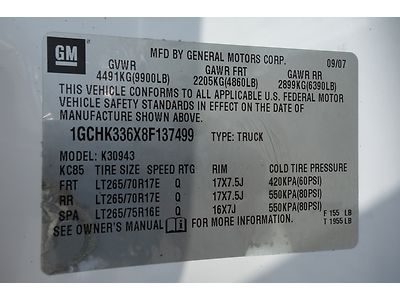 GM
MFD BY GENERAL MOTORS CORP. 09/07
GVWR GAWR FRT GAWR RR
4491KG(9900LB) 2205KG(4860LB) 2899KG(6390LB)
THIS VEHICLE CONFORMS TO ALL APPLICABLE U.S. FEDERAL MOTOR
VEHICLE SAFETY STANDARDS IN EFFECT ON THE DATE OF
MANUFACTURE SHOWN ABOVE.
1GCHK336X8F137499 TYPE: TRUCK
MODEL: K30943
KC85 TIRE SIZE SPEED RTG RIM COLD TIRE PRESSURE
FRT LT265/70R17E Q 17X7.5J 420KPA(60PSI)
RR LT265/70R17E Q 17X7.5J 550KPA(80PSI)
SPA LT265/75R16E Q 16X7J 550KPA(80PSI)
SEE OWNER'S MANUAL FOR MORE INFORMATION. F 155 LB
T 1955 LB